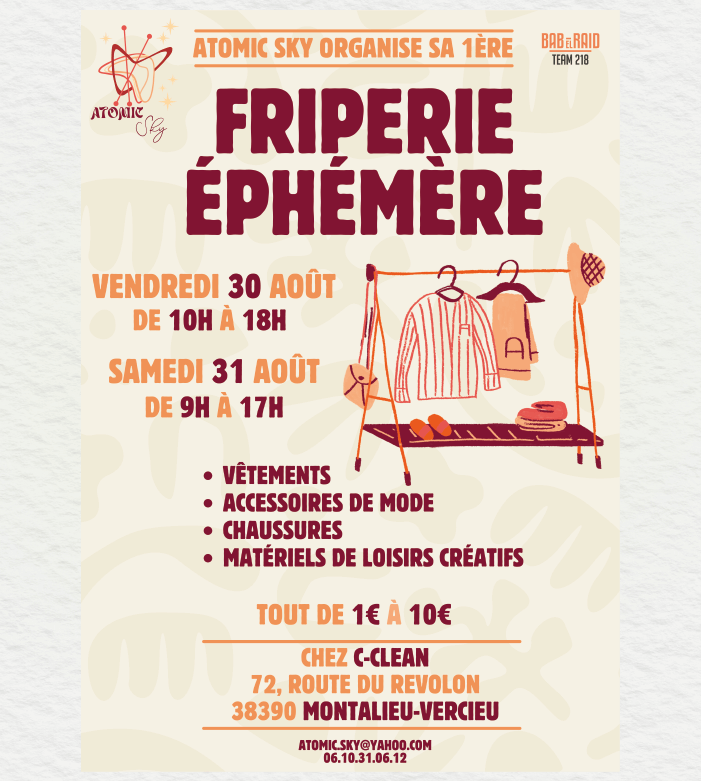 ATOMIC SKY ORGANISE SA 1ÈRE
BAB EL RAID
TEAM 218
ATOMIC
Sky
FRIPERIE
ÉPHÉMÈRE
VENDREDI 30 AOÛT
DE 10H À 18H
SAMEDI 31 AOÛT
DE 9H À 17H
• VÊTEMENTS
• ACCESSOIRES DE MODE
• CHAUSSURES
• MATÉRIELS DE LOISIRS CRÉATIFS
TOUT DE 1€ À 10€
CHEZ C-CLEAN
72, ROUTE DU REVOLON
38390 MONTALIEU-VERCIEU
ATOMIC.SKY@YAHOO.COM
06.10.31.06.12